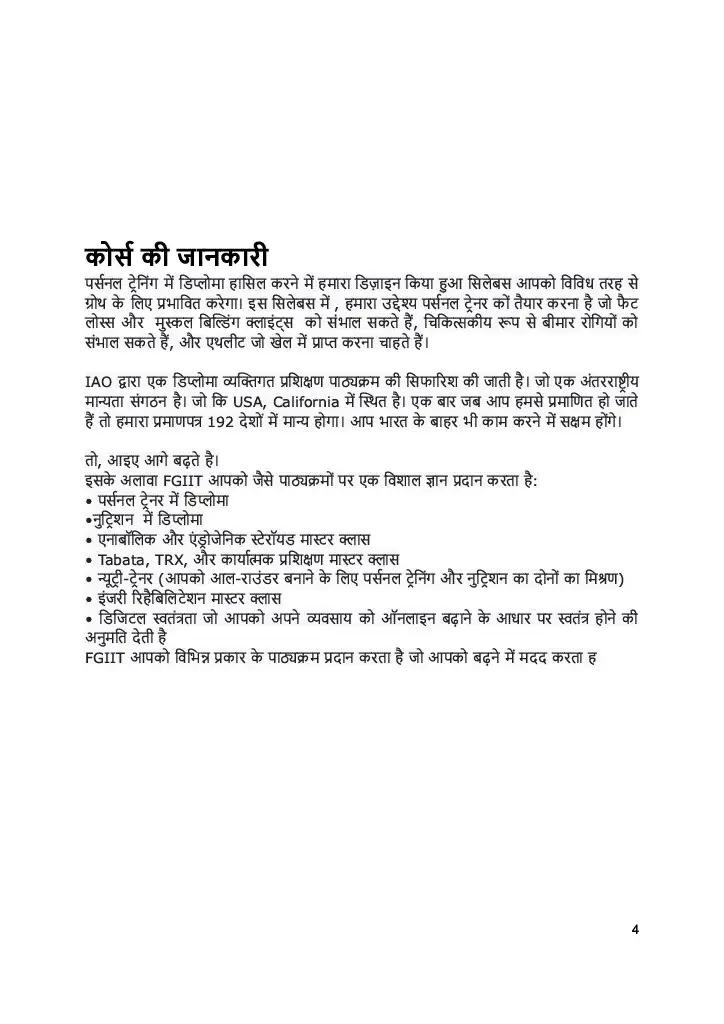 कोर्स की जानकारी
पर्सनल ट्रेनिंग में डिप्लोमा हासिल करने में हमारा डिज़ाइन किया हुआ सिलेबस आपको विविध तरह से
ग्रोथ के लिए प्रभावित करेगा। इस सिलेबस में , हमारा उद्देश्य पर्सनल ट्रेनर कों तैयार करना है जो फैट
लोस्स और मुस्कल बिल्डिंग क्लाइंट्स को संभाल सकते हैं, चिकित्सकीय रूप से बीमार रोगियों को
संभाल सकते हैं, और एथलीट जो खेल में प्राप्त करना चाहते हैं।
IAO द्वारा एक डिप्लोमा व्यक्तिगत प्रशिक्षण पाठ्यक्रम की सिफारिश की जाती है। जो एक अंतरराष्ट्रीय
मान्यता संगठन है। जो कि USA, California में स्थित है। एक बार जब आप हमसे प्रमाणित हो जाते
हैं तो हमारा प्रमाणपत्र 192 देशों में मान्य होगा। आप भारत के बाहर भी काम करने में सक्षम होंगे।
तो, आइए आगे बढ़ते है।
इसके अलावा FGIIT आपको जैसे पाठ्यक्रमों पर एक विशाल ज्ञान प्रदान करता है:
• पर्सनल ट्रेनर में डिप्लोमा
•नुट्रिशन में डिप्लोमा
• एनाबॉलिक और एंड्रोजेनिक स्टेरॉयड मास्टर क्लास
• Tabata, TRX, और कार्यात्मक प्रशिक्षण मास्टर क्लास
• न्यूट्री-ट्रेनर (आपको आल-राउंडर बनाने के लिए पर्सनल ट्रेनिंग और नुट्रिशन का दोनों का मिश्रण)
• इंजरी रिहैबिलिटेशन मास्टर क्लास
• डिजिटल स्वतंत्रता जो आपको अपने व्यवसाय को ऑनलाइन बढ़ाने के आधार पर स्वतंत्र होने की
अनुमति देती है
FGIIT आपको विभिन्न प्रकार के पाठ्यक्रम प्रदान करता है जो आपको बढ़ने में मदद करता ह
4